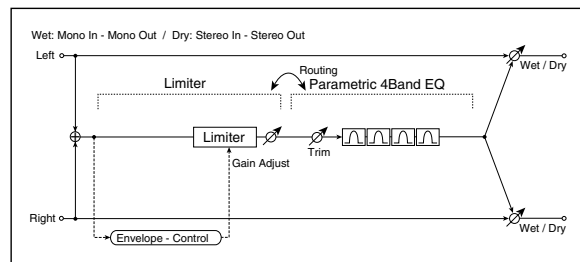 Wet: Mono In - Mono Out / Dry: Stereo In - Stereo Out
Left
Wet / Dry
Routing
Limiter
Parametric 4Band EQ
Limiter
Gain Adjust
Trim
Right
Wet / Dry
Envelope - Control